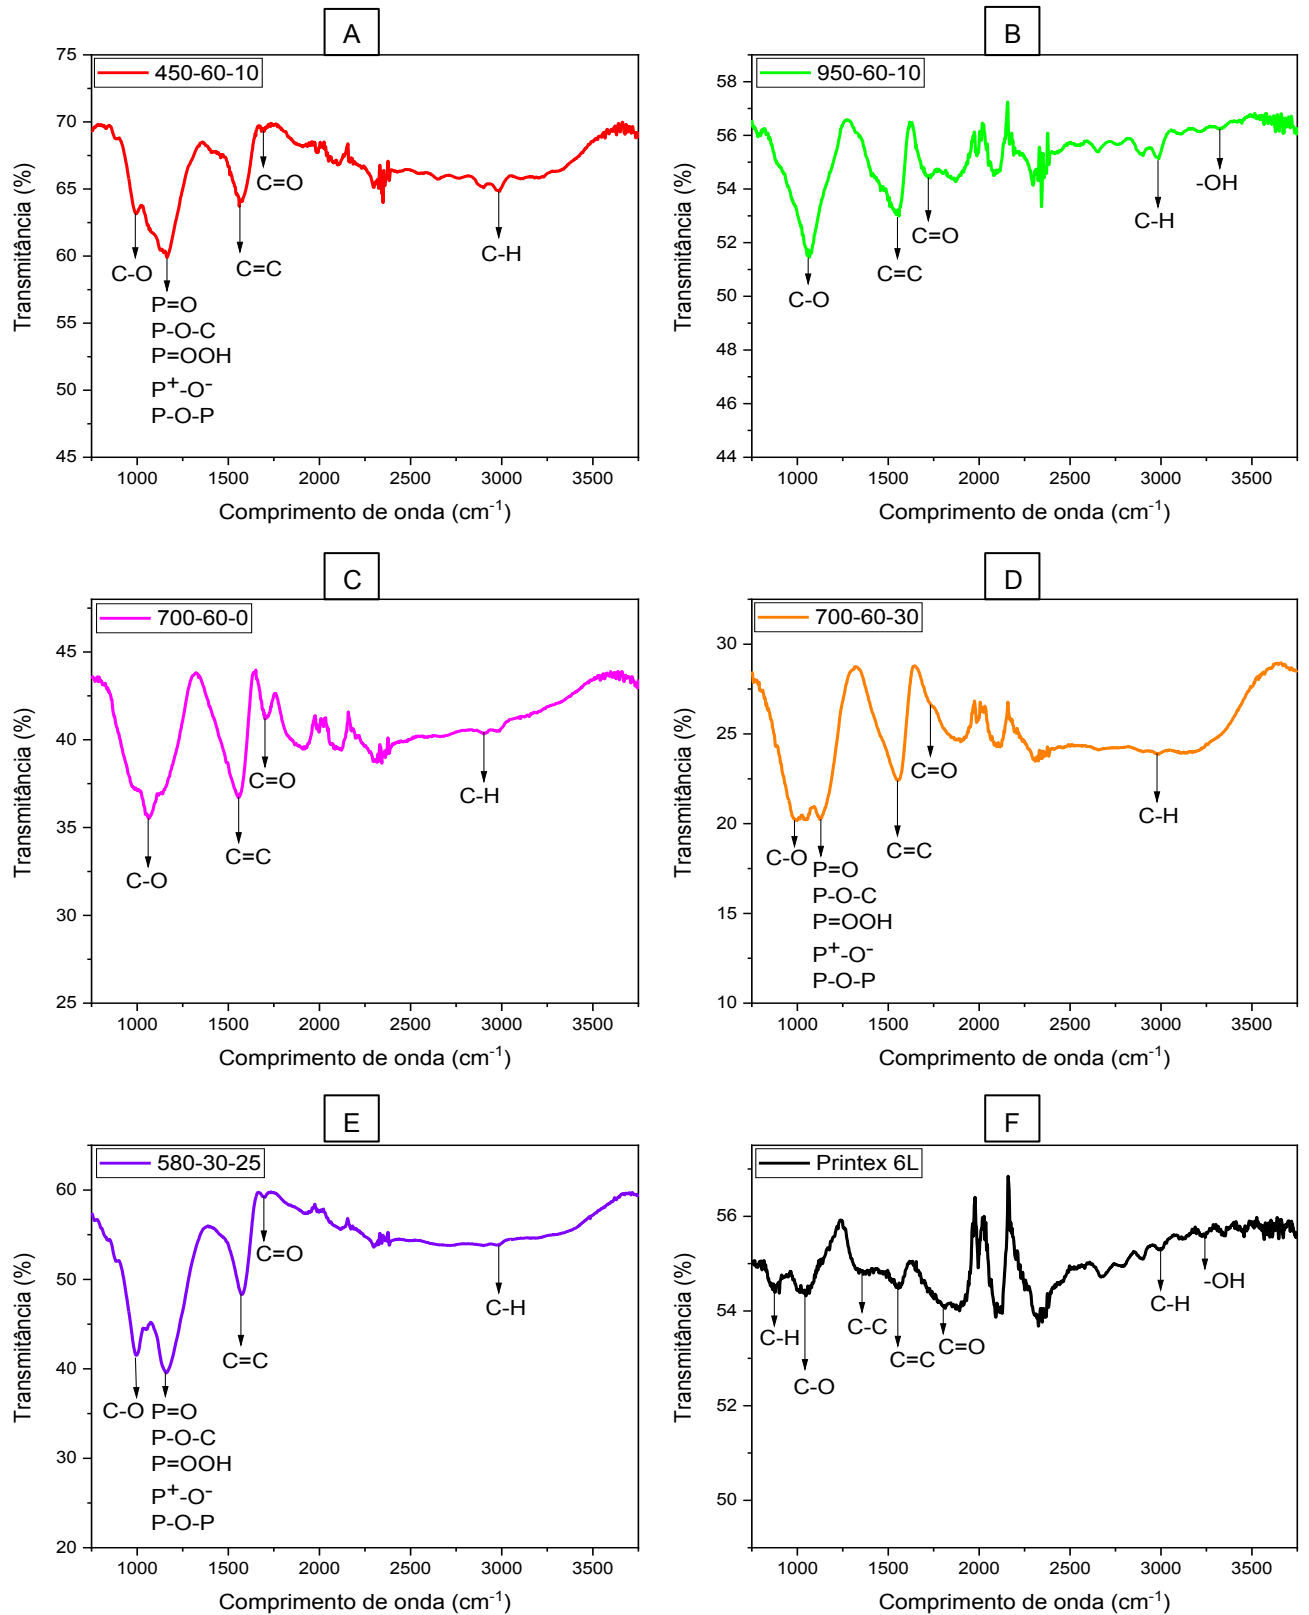 A
450-60-10
Transmitância (%)
75
70
65
60
55
50
45
C-O
P=O
P-O-C
P=OOH
P⁺-O⁻
P-O-P
C=C
C=O
C-H
1000 1500 2000 2500 3000 3500
Comprimento de onda (cm⁻¹)
B
950-60-10
Transmitância (%)
58
56
54
52
50
48
46
44
C-O
C=C
C=O
C-H
-OH
1000 1500 2000 2500 3000 3500
Comprimento de onda (cm⁻¹)
C
700-60-0
Transmitância (%)
45
40
35
30
25
C-O
C=C
C=O
C-H
1000 1500 2000 2500 3000 3500
Comprimento de onda (cm⁻¹)
D
700-60-30
Transmitância (%)
30
25
20
15
10
C-O
P=O
P-O-C
P=OOH
P⁺-O⁻
P-O-P
C=C
C=O
C-H
1000 1500 2000 2500 3000 3500
Comprimento de onda (cm⁻¹)
E
580-30-25
Transmitância (%)
60
50
40
30
20
C-O
P=O
P-O-C
P=OOH
P⁺-O⁻
P-O-P
C=C
C=O
C-H
1000 1500 2000 2500 3000 3500
Comprimento de onda (cm⁻¹)
F
Printex 6L
Transmitância (%)
56
54
52
50
C-H
C-O
C-C
C=C
C=O
C-H
-OH
1000 1500 2000 2500 3000 3500
Comprimento de onda (cm⁻¹)